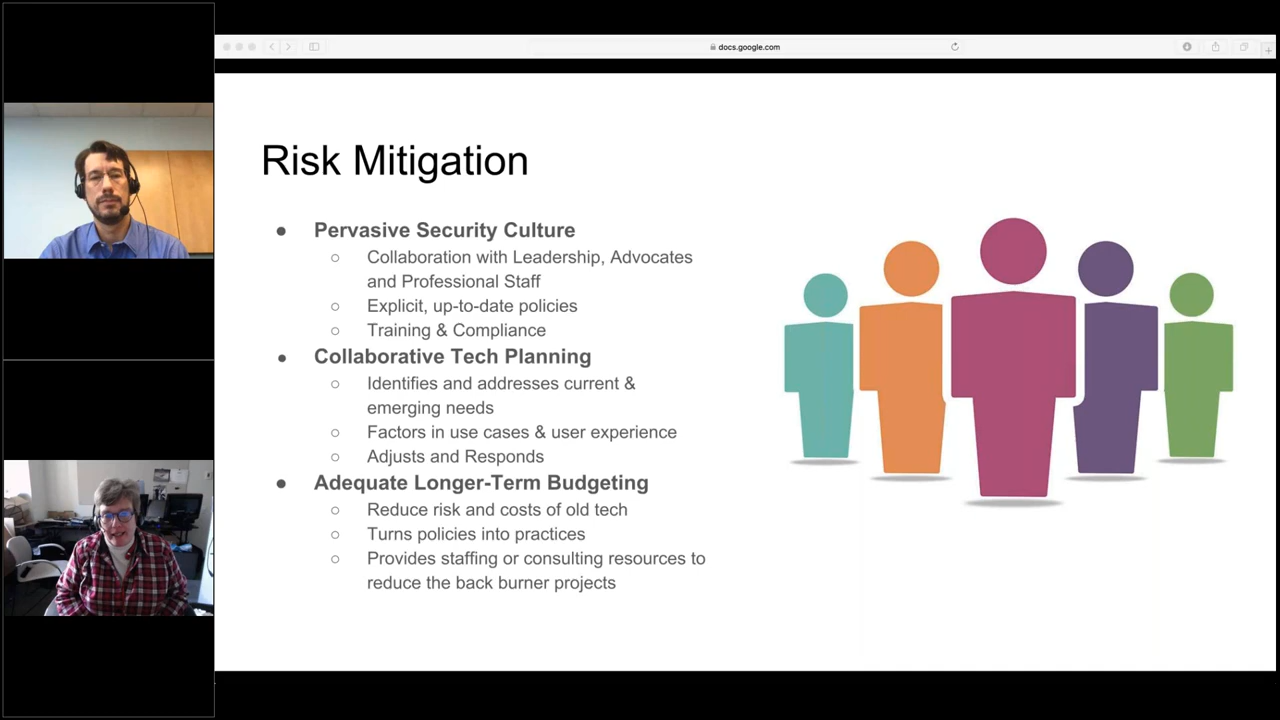 docs.google.com
Risk Mitigation
● Pervasive Security Culture
○ Collaboration with Leadership, Advocates
and Professional Staff
○ Explicit, up-to-date policies
○ Training & Compliance
● Collaborative Tech Planning
○ Identifies and addresses current &
emerging needs
○ Factors in use cases & user experience
○ Adjusts and Responds
● Adequate Longer-Term Budgeting
○ Reduce risk and costs of old tech
○ Turns policies into practices
○ Provides staffing or consulting resources to
reduce the back burner projects